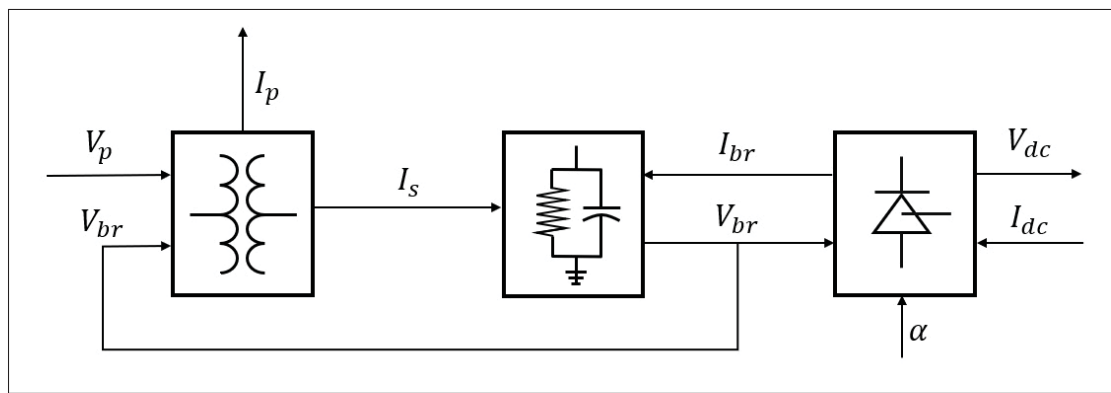 I_p
V_p
I_br
V_dc
I_s
V_br
V_br
I_dc
α